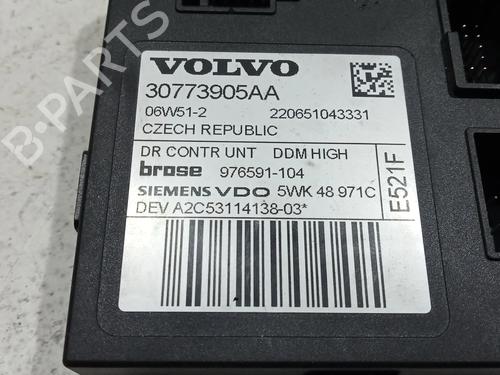 VOLVO
30773905AA
06W51-2 220651043331
CZECH REPUBLIC
DR CONTR UNT DDM HIGH
brose 976591-104
SIEMENS VDO 5WK 48 971C
DEV A2C53114138-03*
E521F
B-PARTS